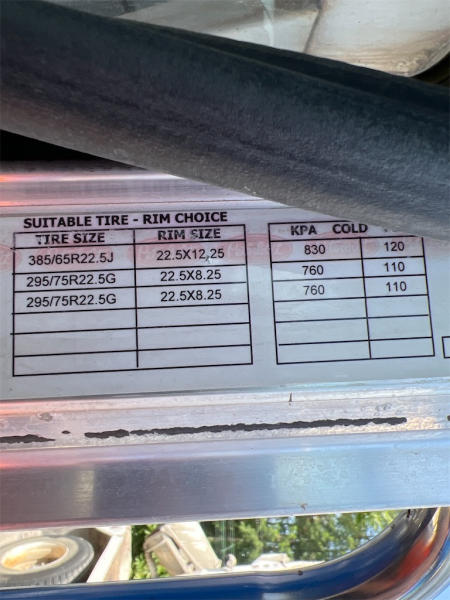 SUITABLE TIRE - RIM CHOICE
TIRE SIZE RIM SIZE KPA COLD
385/65R22.5J 22.5X12.25 830 120
295/75R22.5G 22.5X8.25 760 110
295/75R22.5G 22.5X8.25 760 110